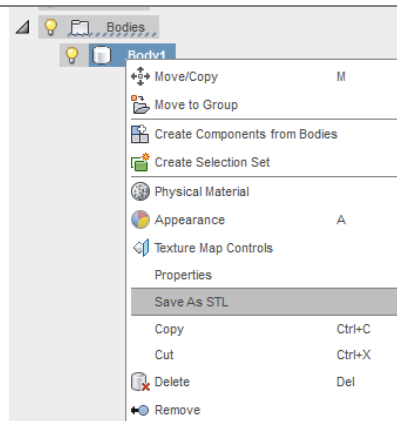 Bodies
Body1
Move/Copy M
Move to Group
Create Components from Bodies
Create Selection Set
Physical Material
Appearance A
Texture Map Controls
Properties
Save As STL
Copy Ctrl+C
Cut Ctrl+X
Delete Del
Remove